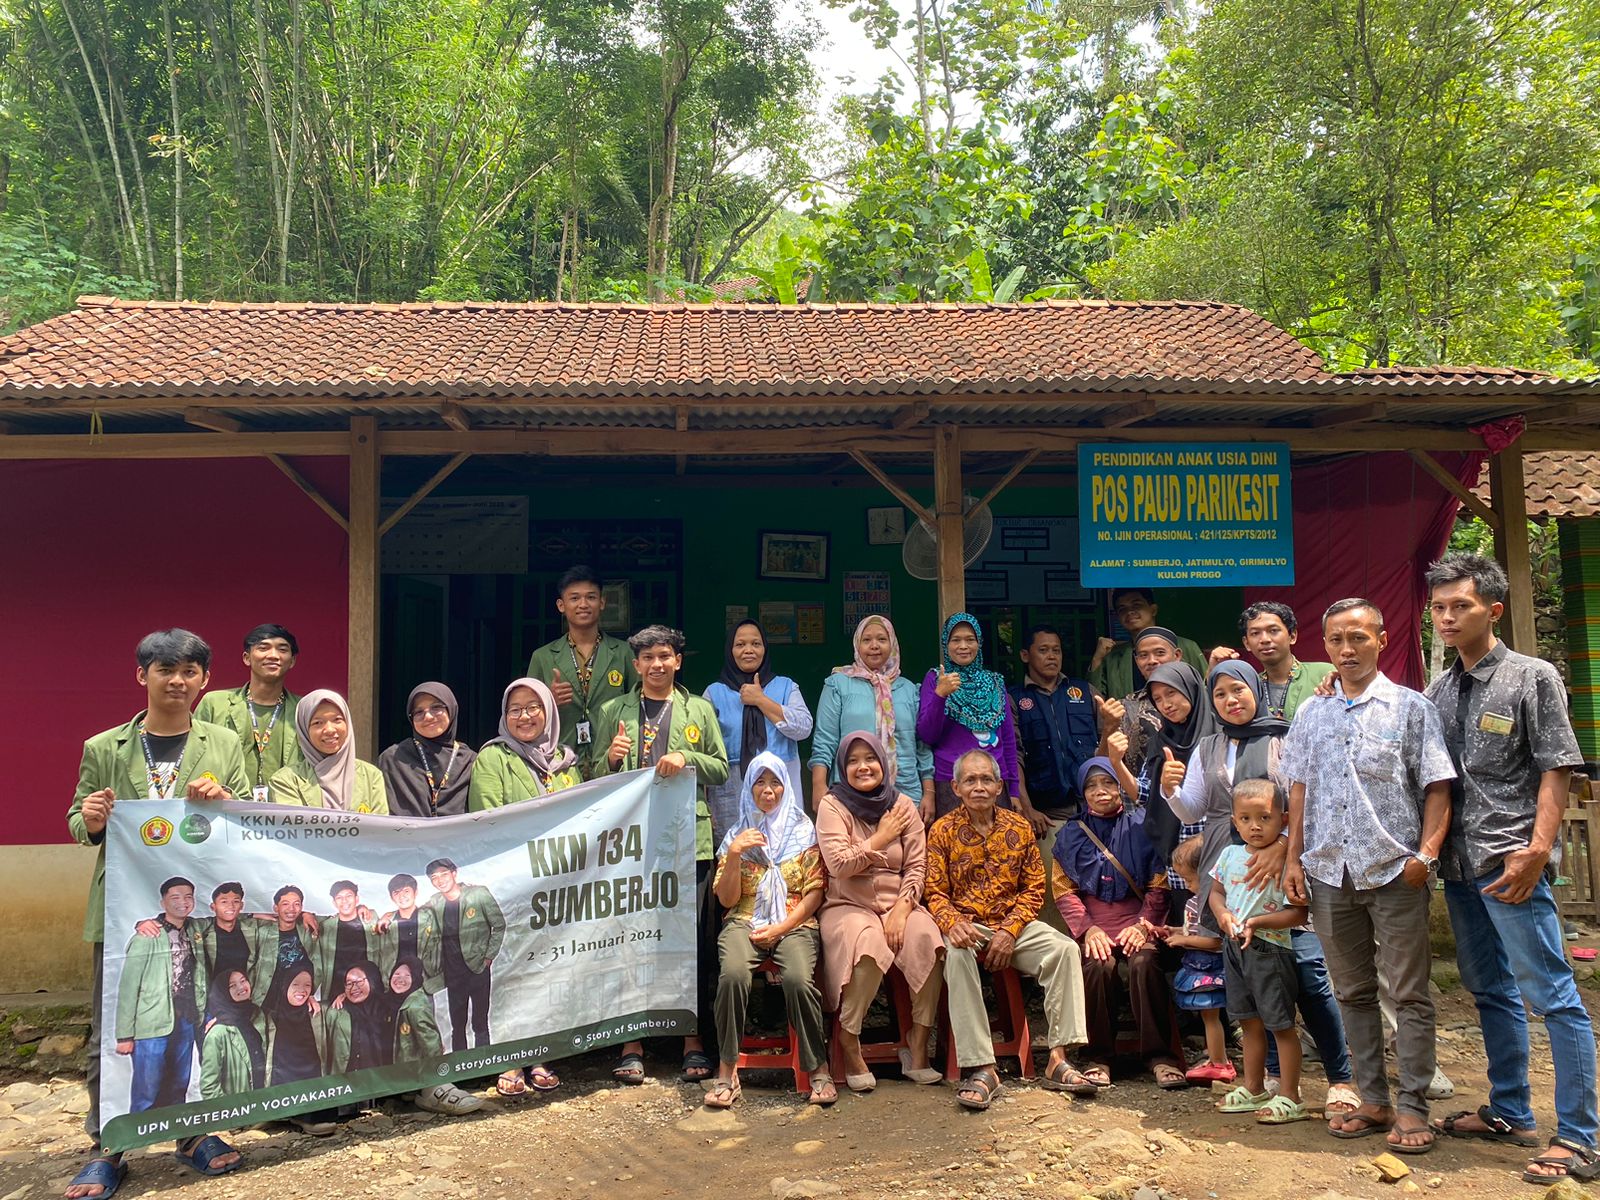 PENDIDIKAN ANAK USIA DINI
POS PAUD PARIKESIT
NO. IJIN OPERASIONAL : 421/125/KPTS/2012
ALAMAT : SUMBERJO, JATIMULYO, GIRIMULYO
KULON PROGO
KKN AB.80.134
KULON PROGO
KKN 134
SUMBERJO
2 - 31 Januari 2024
storyofsumberjo
Story of Sumberjo
UPN "VETERAN" YOGYAKARTA